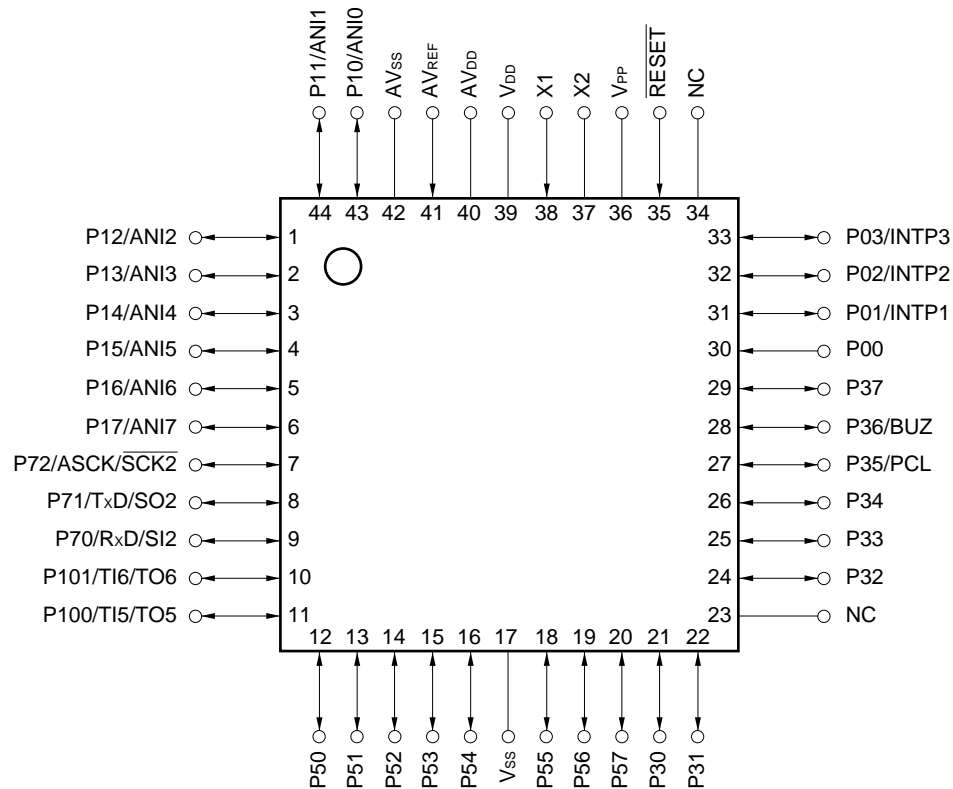 P11/ANI1
P10/ANI0
AVSS
AVREF
AVDD
VDD
X1
X2
VPP
RESET
NC
44 43 42 41 40 39 38 37 36 35 34
P12/ANI2 1
P13/ANI3 2
P14/ANI4 3
P15/ANI5 4
P16/ANI6 5
P17/ANI7 6
P72/ASCK/SCK2 7
P71/TxD/SO2 8
P70/RxD/SI2 9
P101/TI6/TO6 10
P100/TI5/TO5 11
33 P03/INTP3
32 P02/INTP2
31 P01/INTP1
30 P00
29 P37
28 P36/BUZ
27 P35/PCL
26 P34
25 P33
24 P32
23 NC
12 13 14 15 16 17 18 19 20 21 22
P50
P51
P52
P53
P54
VSS
P55
P56
P57
P30
P31